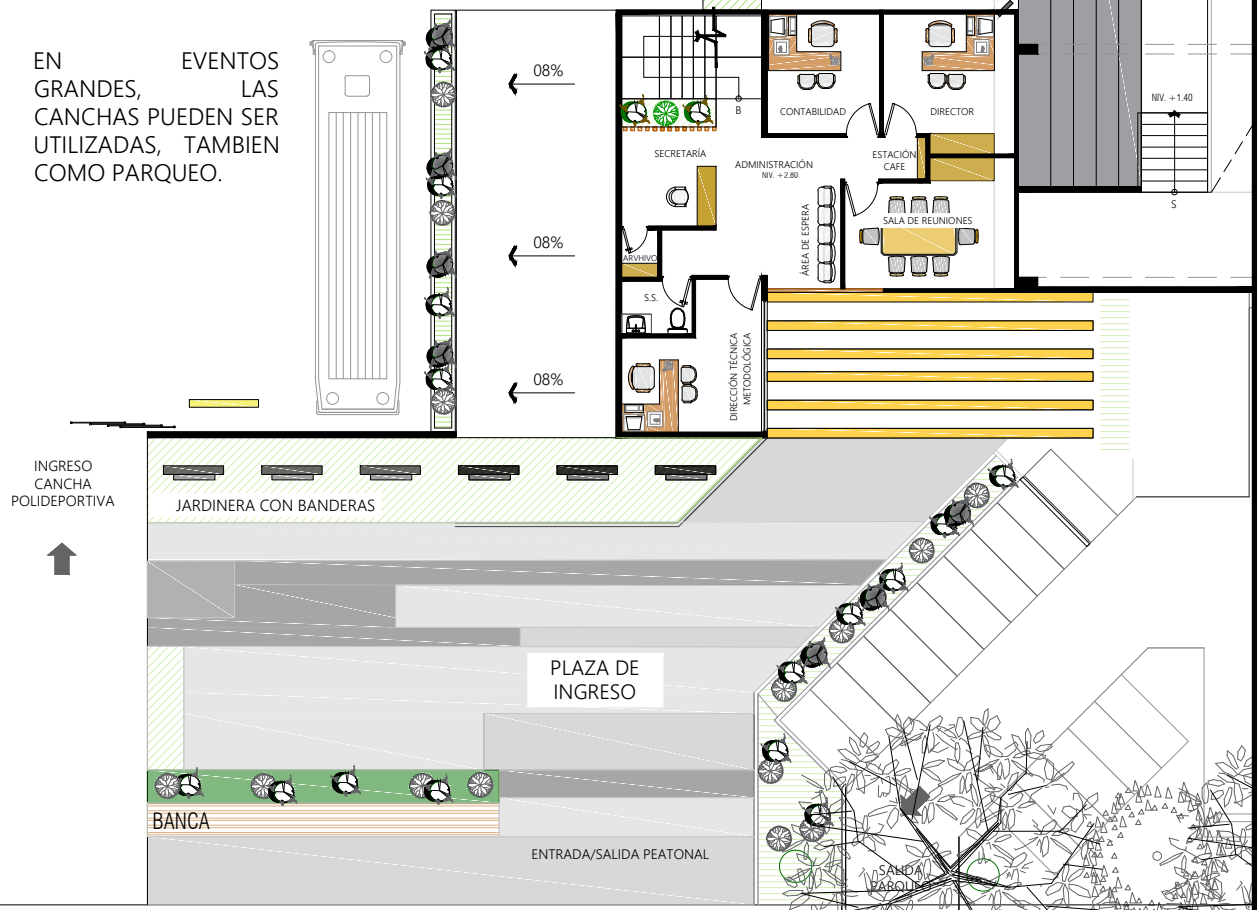 EN EVENTOS
GRANDES, LAS
CANCHAS PUEDEN SER
UTILIZADAS, TAMBIEN
COMO PARQUEO.
08%
08%
08%
B
CONTABILIDAD
DIRECTOR
NIV. +1.40
S
SECRETARÍA
ADMINISTRACIÓN
NIV. +2.80
ESTACIÓN
CAFE
ÁREA DE ESPERA
SALA DE REUNIONES
ARVHIVO
S.S.
DIRECCIÓN TÉCNICA
METODOLÓGICA
INGRESO
CANCHA
POLIDEPORTIVA
JARDINERA CON BANDERAS
PLAZA DE
INGRESO
BANCA
ENTRADA/SALIDA PEATONAL
SALIDA